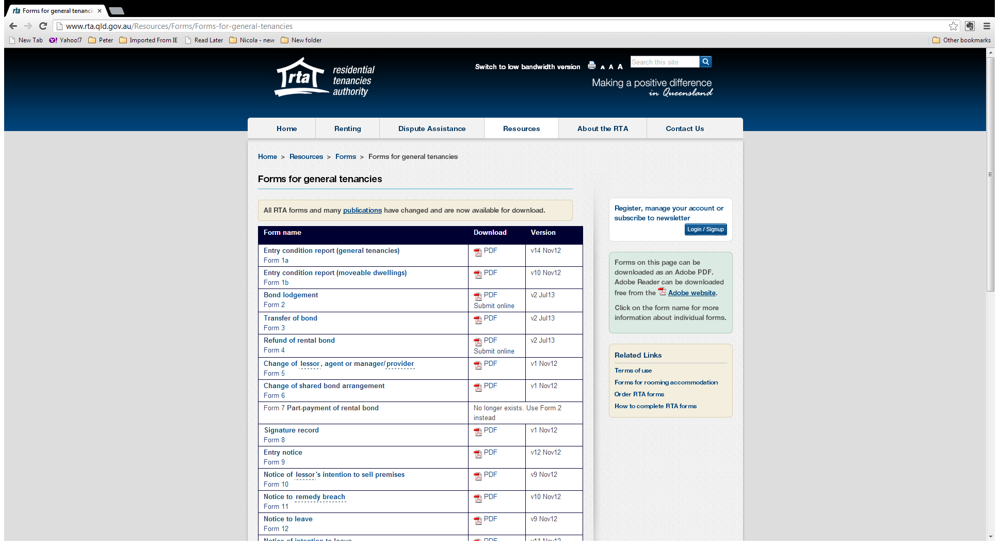 rta Forms for general tenanci
www.rta.qld.gov.au/Resources/Forms/Forms-for-general-tenancies
New Tab Yahoo!7 Peter Imported From IE Read Later Nicola - new New folder Other bookmarks
rta residential
tenancies
authority
Switch to low bandwidth version A A A Search this site
Making a positive difference
in Queensland
Home Renting Dispute Assistance Resources About the RTA Contact Us
Home > Resources > Forms > Forms for general tenancies
Forms for general tenancies
All RTA forms and many publications have changed and are now available for download.
Form name Download Version
Entry condition report (general tenancies) PDF v14 Nov12
Form 1a
Entry condition report (moveable dwellings) PDF v10 Nov12
Form 1b
Bond lodgement PDF v2 Jul13
Form 2 Submit online
Transfer of bond PDF v2 Jul13
Form 3
Refund of rental bond PDF v2 Jul13
Form 4 Submit online
Change of lessor, agent or manager/provider PDF v1 Nov12
Form 5
Change of shared bond arrangement PDF v1 Nov12
Form 6
Form 7 Part-payment of rental bond No longer exists. Use Form 2
instead
Signature record PDF v1 Nov12
Form 8
Entry notice PDF v12 Nov12
Form 9
Notice of lessor's intention to sell premises PDF v9 Nov12
Form 10
Notice to remedy breach PDF v10 Nov12
Form 11
Notice to leave PDF v9 Nov12
Form 12
Notice of intention to leave PDF v11 Nov12
Register, manage your account or
subscribe to newsletter
Login / Signup
Forms on this page can be
downloaded as an Adobe PDF.
Adobe Reader can be downloaded
free from the Adobe website.
Click on the form name for more
information about individual forms.
Related Links
Terms of use
Forms for rooming accommodation
Order RTA forms
How to complete RTA forms